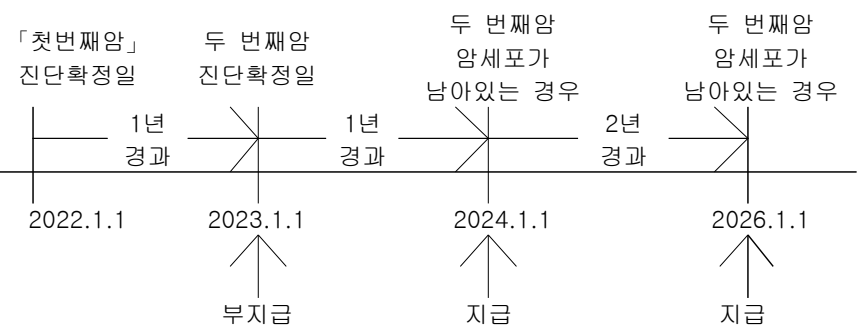 「첫번째암」
진단확정일
두 번째암
진단확정일
두 번째암
암세포가
남아있는 경우
두 번째암
암세포가
남아있는 경우
1년
경과
1년
경과
2년
경과
2022.1.1
2023.1.1
2024.1.1
2026.1.1
부지급
지급
지급